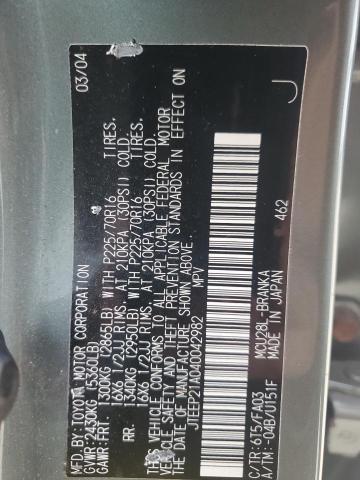 MFD.BY:TOYOTA MOTOR CORPORATION 03/04
GVWR:2430KG (5360LB)
GAWR:FRT. 1300KG (2865LB) WITH P225/70R16 TIRES.
16X6 1/2JJ RIMS. AT 210KPA (30PSI) COLD.
RR. 1340KG (2950LB) WITH P225/70R16 TIRES.
16X6 1/2JJ RIMS. AT 210KPA (30PSI) COLD.
THIS VEHICLE CONFORMS TO ALL APPLICABLE FEDERAL MOTOR
VEHICLE SAFETY AND THEFT PREVENTION STANDARDS IN EFFECT ON
THE DATE OF MANUFACTURE SHOWN ABOVE.
JTEEP21A040042982 MPV
462 J
C/TR:6T5/FA03 MCU28L-BRANKA
A/TM:-04B/U151F MADE IN JAPAN